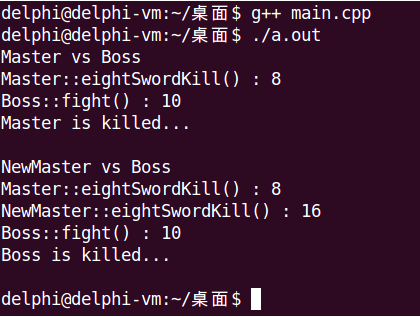 delphi@delphi-vm:~/桌面$ g++ main.cpp
delphi@delphi-vm:~/桌面$ ./a.out
Master vs Boss
Master::eightSwordKill() : 8
Boss::fight() : 10
Master is killed...
NewMaster vs Boss
Master::eightSwordKill() : 8
NewMaster::eightSwordKill() : 16
Boss::fight() : 10
Boss is killed...
delphi@delphi-vm:~/桌面$